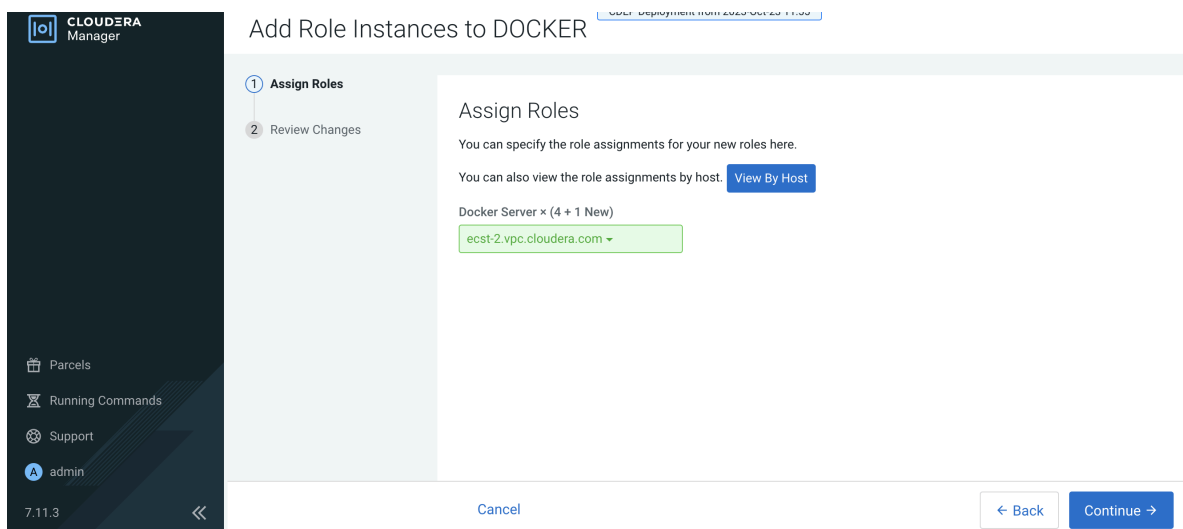 CLOUDERA
Manager
Add Role Instances to DOCKER
1 Assign Roles
2 Review Changes
Assign Roles
You can specify the role assignments for your new roles here.
You can also view the role assignments by host. View By Host
Docker Server × (4 + 1 New)
ecst-2.vpc.cloudera.com
Parcels
Running Commands
Support
A admin
7.11.3
Cancel
← Back
Continue →